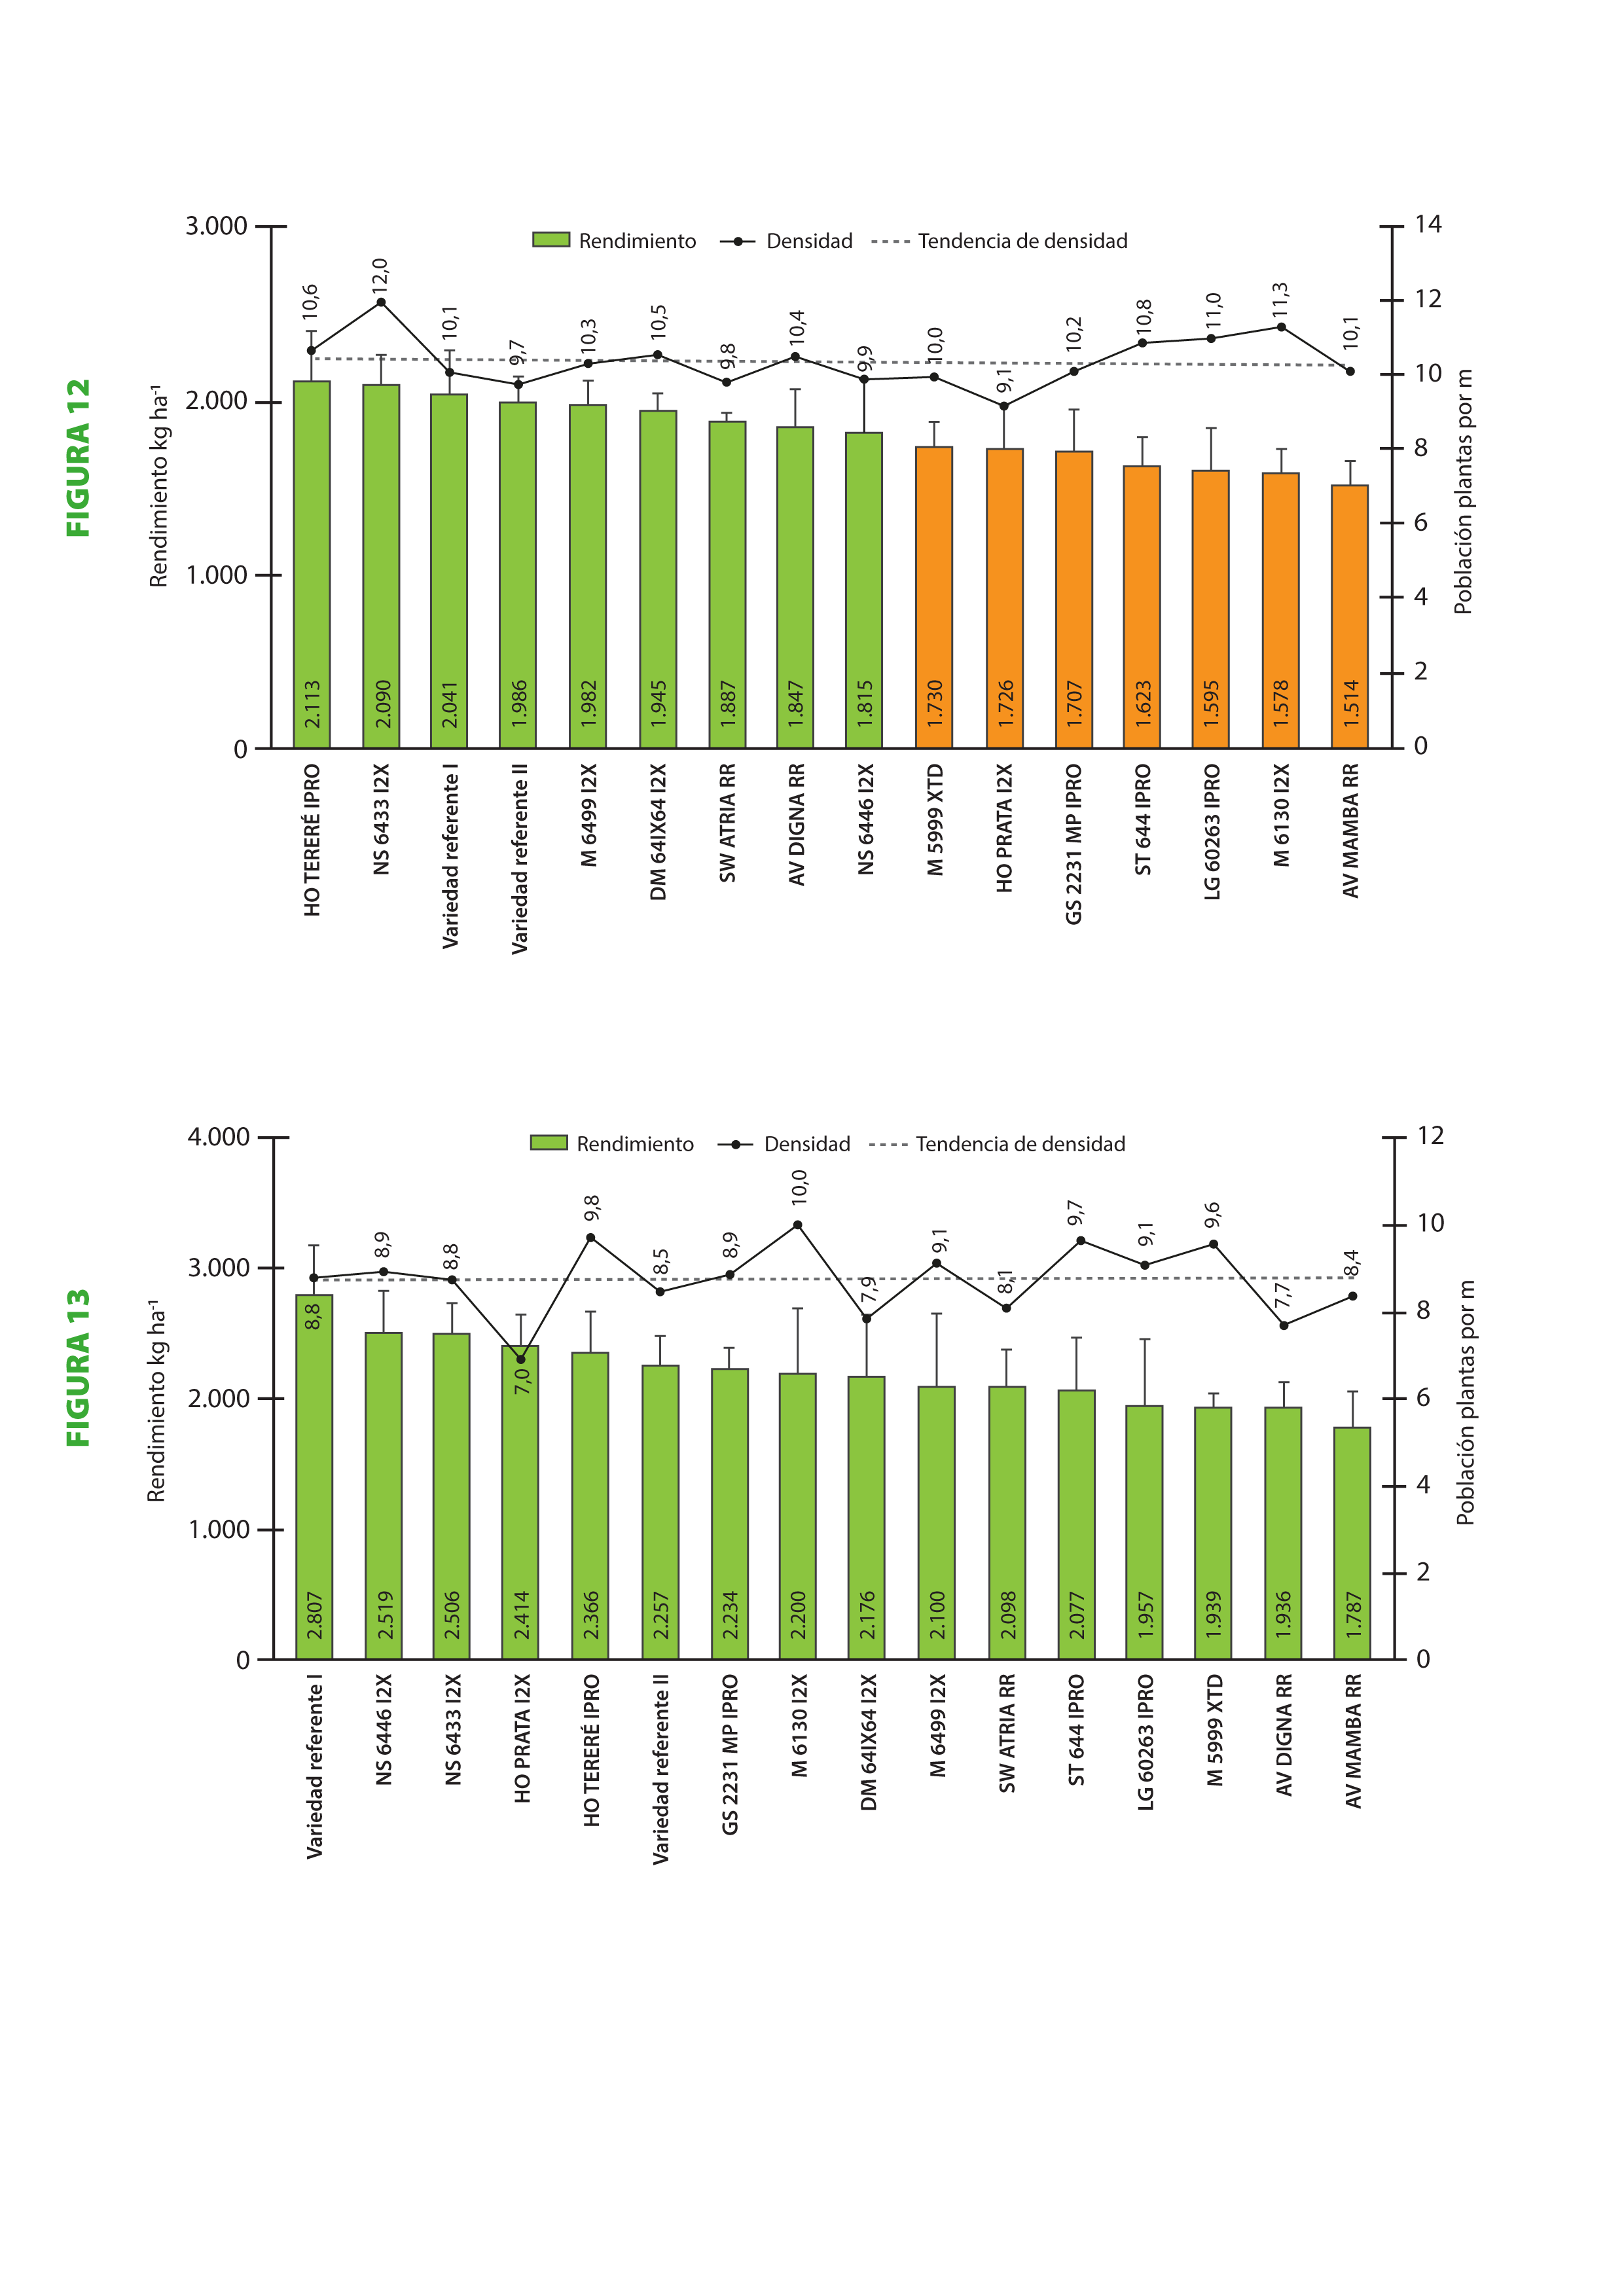 FIGURA 12
Rendimiento kg ha⁻¹
3.000
2.000
1.000
0
Rendimiento Densidad Tendencia de densidad
10,6 12,0 10,1 9,7 10,3 10,5 9,8 10,4 9,9 10,0 9,1 10,2 10,8 11,0 11,3 10,1
2.113 2.090 2.041 1.986 1.982 1.945 1.887 1.847 1.815 1.730 1.726 1.707 1.623 1.595 1.578 1.514
14
12
10
8
6
4
2
0
Población plantas por m
HO TERERÉ IPRO
NS 6433 I2X
Variedad referente I
Variedad referente II
M 6499 I2X
DM 64IX64 I2X
SW ATRIA RR
AV DIGNA RR
NS 6446 I2X
M 5999 XTD
HO PRATA I2X
GS 2231 MP IPRO
ST 644 IPRO
LG 60263 IPRO
M 6130 I2X
AV MAMBA RR
FIGURA 13
Rendimiento kg ha⁻¹
4.000
3.000
2.000
1.000
0
Rendimiento Densidad Tendencia de densidad
8,8 8,9 8,8 7,0 9,8 8,5 8,9 10,0 7,9 9,1 8,1 9,7 9,1 9,6 7,7 8,4
2.807 2.519 2.506 2.414 2.366 2.257 2.234 2.200 2.176 2.100 2.098 2.077 1.957 1.939 1.936 1.787
12
10
8
6
4
2
0
Población plantas por m
Variedad referente I
NS 6446 I2X
NS 6433 I2X
HO PRATA I2X
HO TERERÉ IPRO
Variedad referente II
GS 2231 MP IPRO
M 6130 I2X
DM 64IX64 I2X
M 6499 I2X
SW ATRIA RR
ST 644 IPRO
LG 60263 IPRO
M 5999 XTD
AV DIGNA RR
AV MAMBA RR